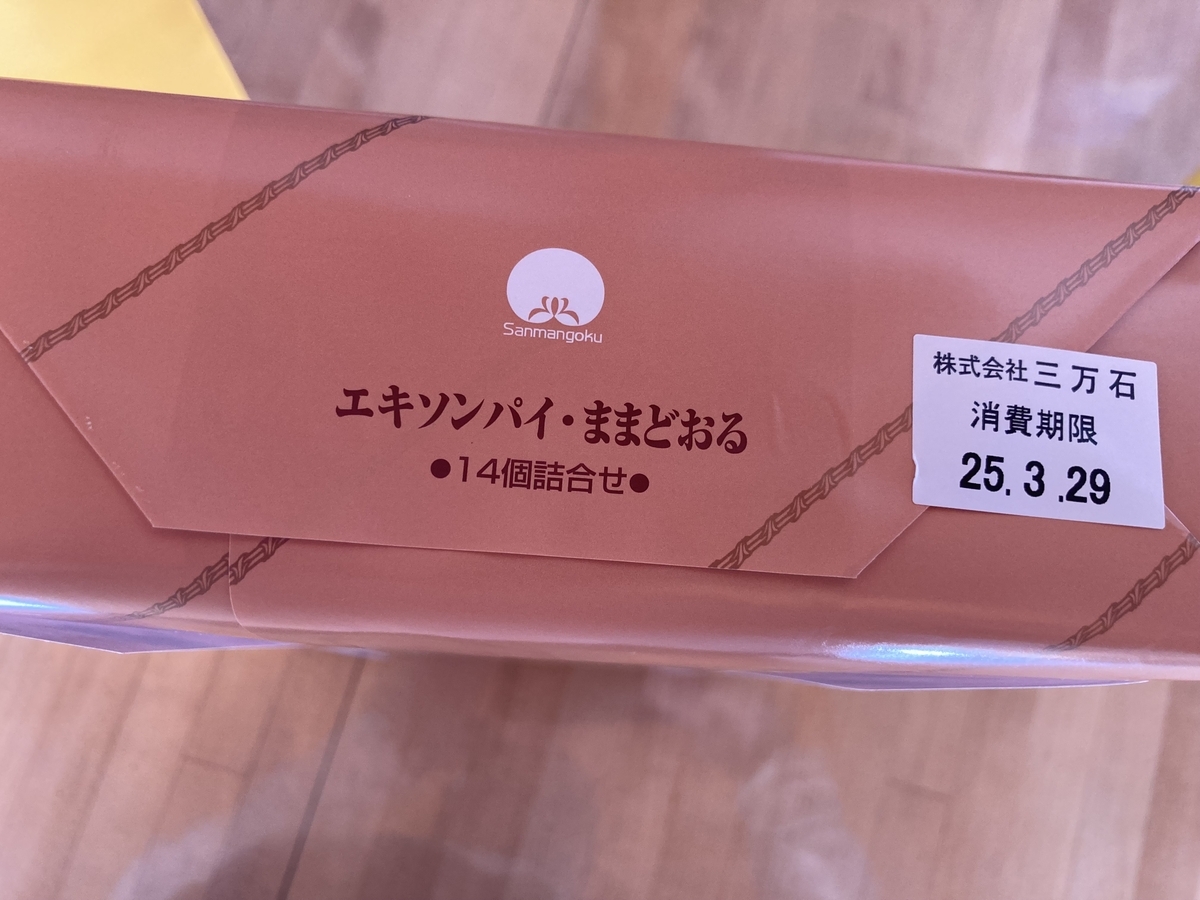 Sanmangoku
エキソンパイ・ままどおる
●14個詰合せ●
株式会社三万石
消費期限
25.3.29